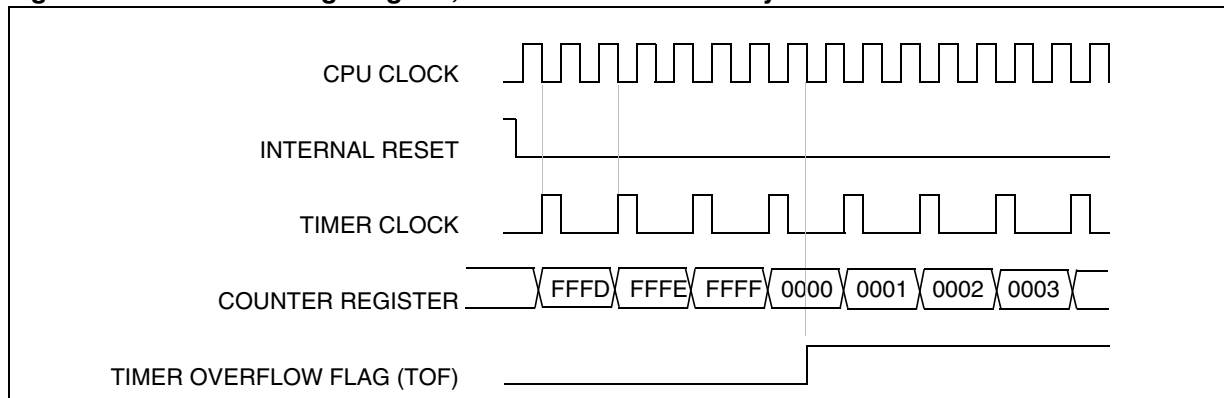 CPU CLOCK
INTERNAL RESET
TIMER CLOCK
FFFD FFFE FFFF 0000 0001 0002 0003
COUNTER REGISTER
TIMER OVERFLOW FLAG (TOF)